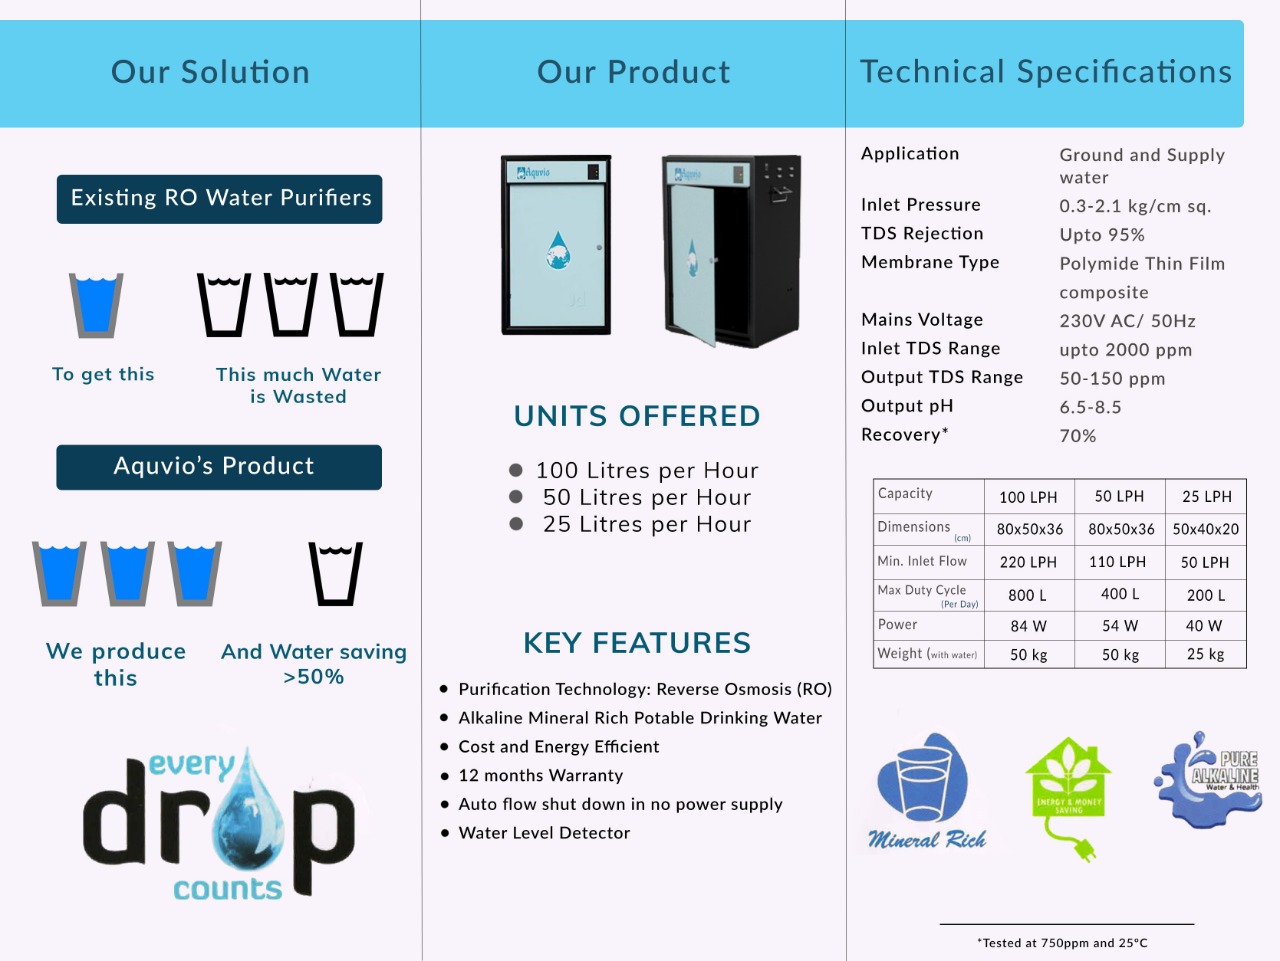 Our Solution
Existing RO Water Purifiers
To get this
This much Water
is Wasted
Aquvio's Product
We produce
this
And Water saving
>50%
every
drop
counts
Our Product
Aquvio
Aquvio
UNITS OFFERED
● 100 Litres per Hour
● 50 Litres per Hour
● 25 Litres per Hour
KEY FEATURES
• Purification Technology: Reverse Osmosis (RO)
• Alkaline Mineral Rich Potable Drinking Water
• Cost and Energy Efficient
• 12 months Warranty
• Auto flow shut down in no power supply
• Water Level Detector
Technical Specifications
Application Ground and Supply
water
Inlet Pressure 0.3-2.1 kg/cm sq.
TDS Rejection Upto 95%
Membrane Type Polymide Thin Film
composite
Mains Voltage 230V AC/ 50Hz
Inlet TDS Range upto 2000 ppm
Output TDS Range 50-150 ppm
Output pH 6.5-8.5
Recovery* 70%
Capacity 100 LPH 50 LPH 25 LPH
Dimensions (cm) 80x50x36 80x50x36 50x40x20
Min. Inlet Flow 220 LPH 110 LPH 50 LPH
Max Duty Cycle (Per Day) 800 L 400 L 200 L
Power 84 W 54 W 40 W
Weight (with water) 50 kg 50 kg 25 kg
Mineral Rich
ENERGY & MONEY
SAVING
PURE
ALKALINE
Water & Health
*Tested at 750ppm and 25°C